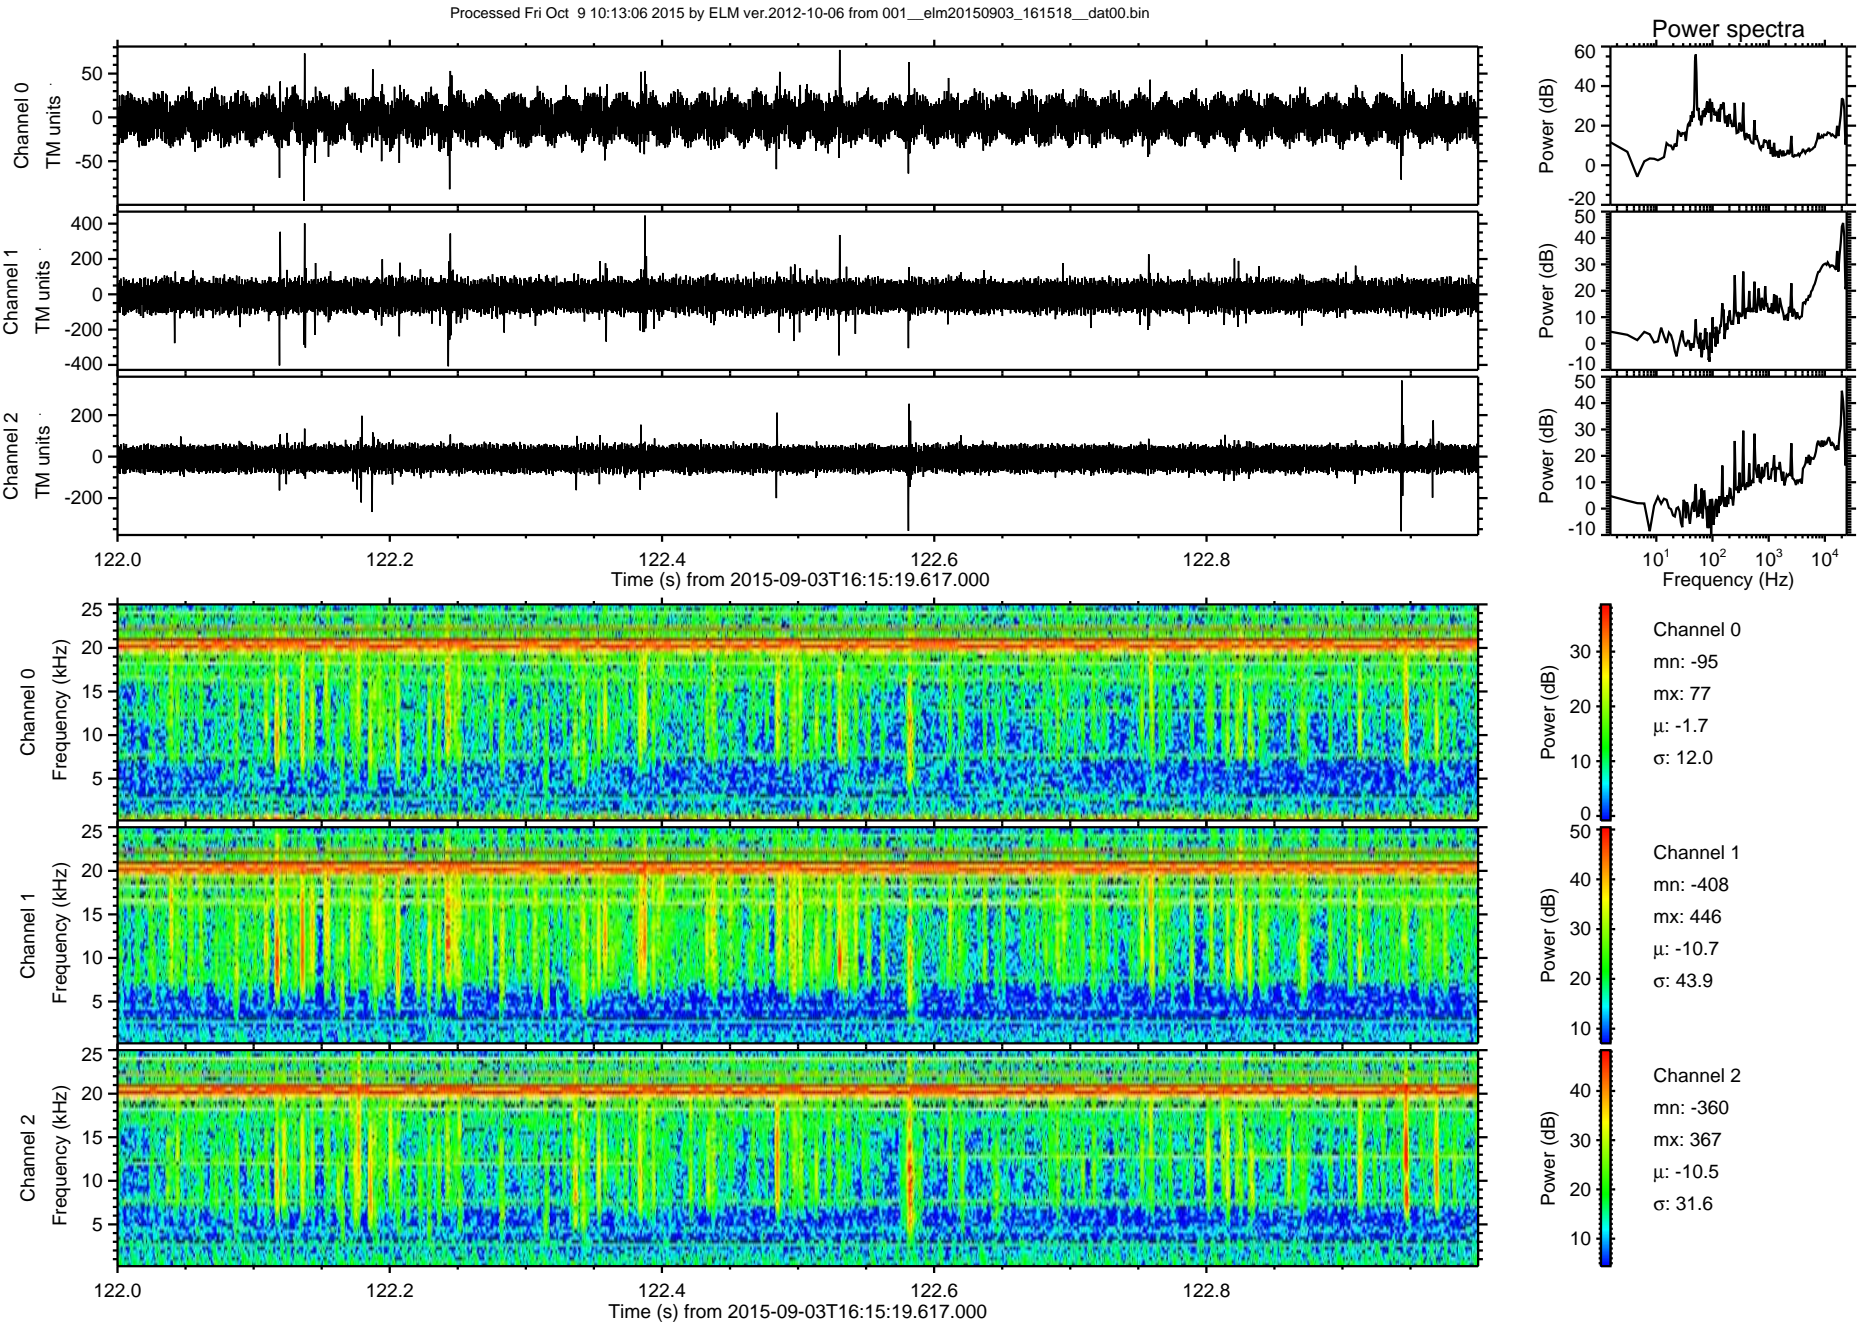 Processed Fri Oct  9 10:13:06 2015 by ELM ver.2012-10-06 from 001__elm20150903_161518__dat00.bin
Power spectra
Channel 0
TM units
50
0
-50
Power (dB)
60
40
20
0
-20
Channel 1
TM units
400
200
0
-200
-400
Power (dB)
50
40
30
20
10
0
-10
Channel 2
TM units
200
0
-200
Power (dB)
50
40
30
20
10
0
-10
122.0 122.2 122.4 122.6 122.8
Time (s) from 2015-09-03T16:15:19.617.000
10^1 10^2 10^3 10^4
Frequency (Hz)
Channel 0
Frequency (kHz)
25
20
15
10
5
Power (dB)
30
20
10
0
Channel 0
mn: -95
mx: 77
μ: -1.7
σ: 12.0
Channel 1
Frequency (kHz)
25
20
15
10
5
Power (dB)
50
40
30
20
10
Channel 1
mn: -408
mx: 446
μ: -10.7
σ: 43.9
Channel 2
Frequency (kHz)
25
20
15
10
5
Power (dB)
40
30
20
10
Channel 2
mn: -360
mx: 367
μ: -10.5
σ: 31.6
122.0 122.2 122.4 122.6 122.8
Time (s) from 2015-09-03T16:15:19.617.000